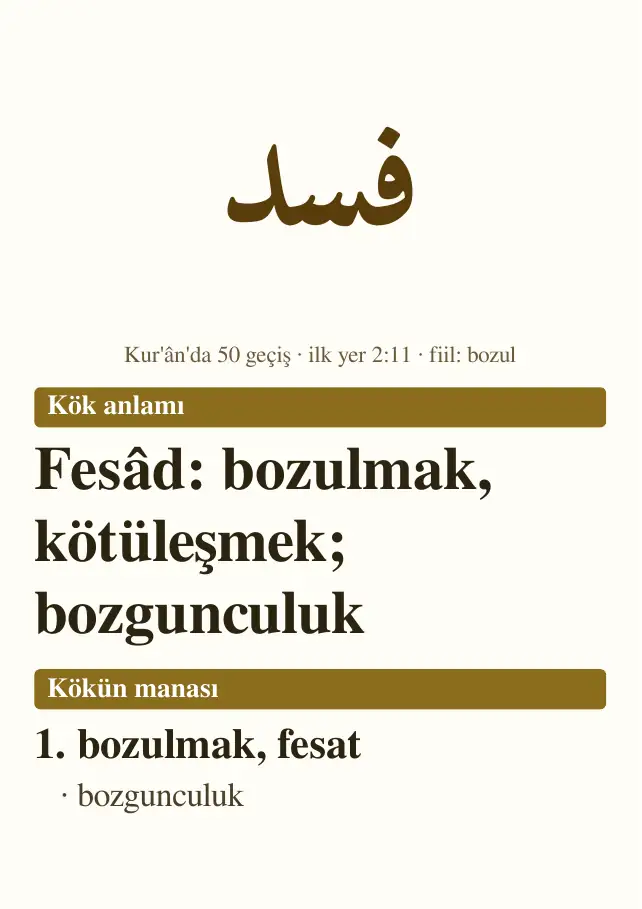 فسد
Kur'ân'da 50 geçiş · ilk yer 2:11 · fiil: bozul
Kök anlamı
Fesâd: bozulmak,
kötüleşmek;
bozgunculuk
Kökün manası
1. bozulmak, fesat
· bozgunculuk